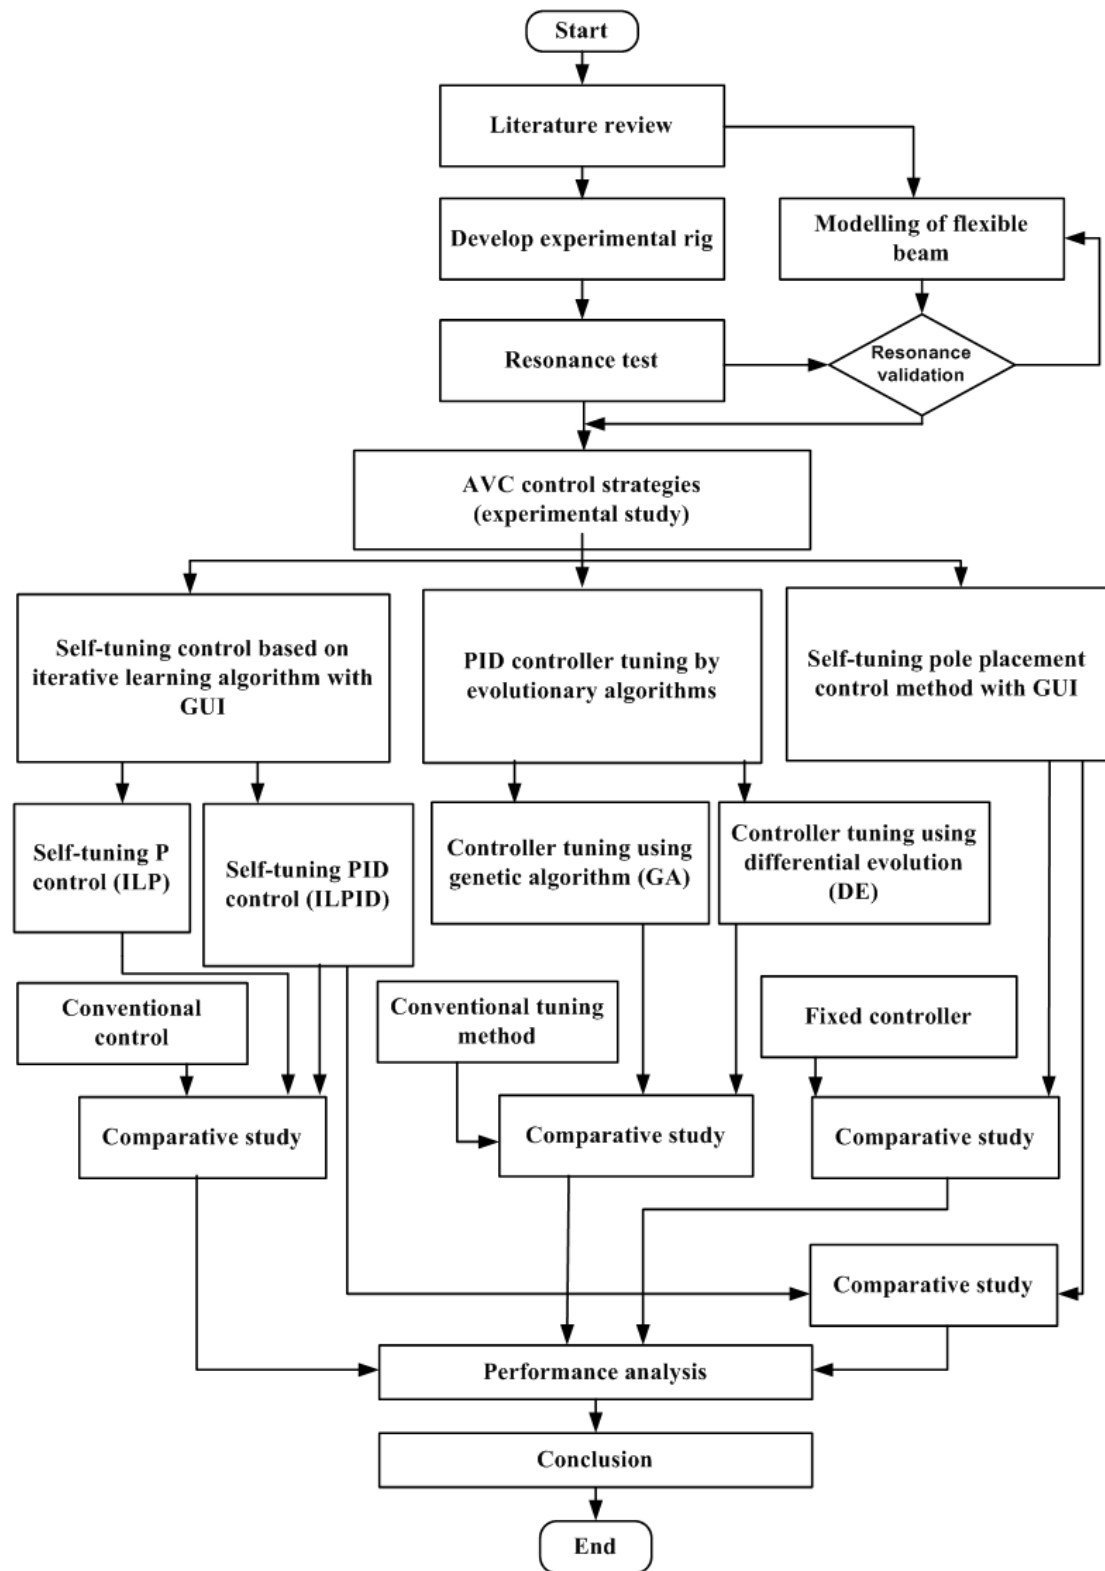 Start
Literature review
Develop experimental rig
Modelling of flexible
beam
Resonance test
Resonance
validation
AVC control strategies
(experimental study)
Self-tuning control based on
iterative learning algorithm with
GUI
PID controller tuning by
evolutionary algorithms
Self-tuning pole placement
control method with GUI
Self-tuning P
control (ILP)
Self-tuning PID
control (ILPID)
Controller tuning using
genetic algorithm (GA)
Controller tuning using
differential evolution
(DE)
Conventional
control
Conventional tuning
method
Fixed controller
Comparative study
Comparative study
Comparative study
Comparative study
Performance analysis
Conclusion
End